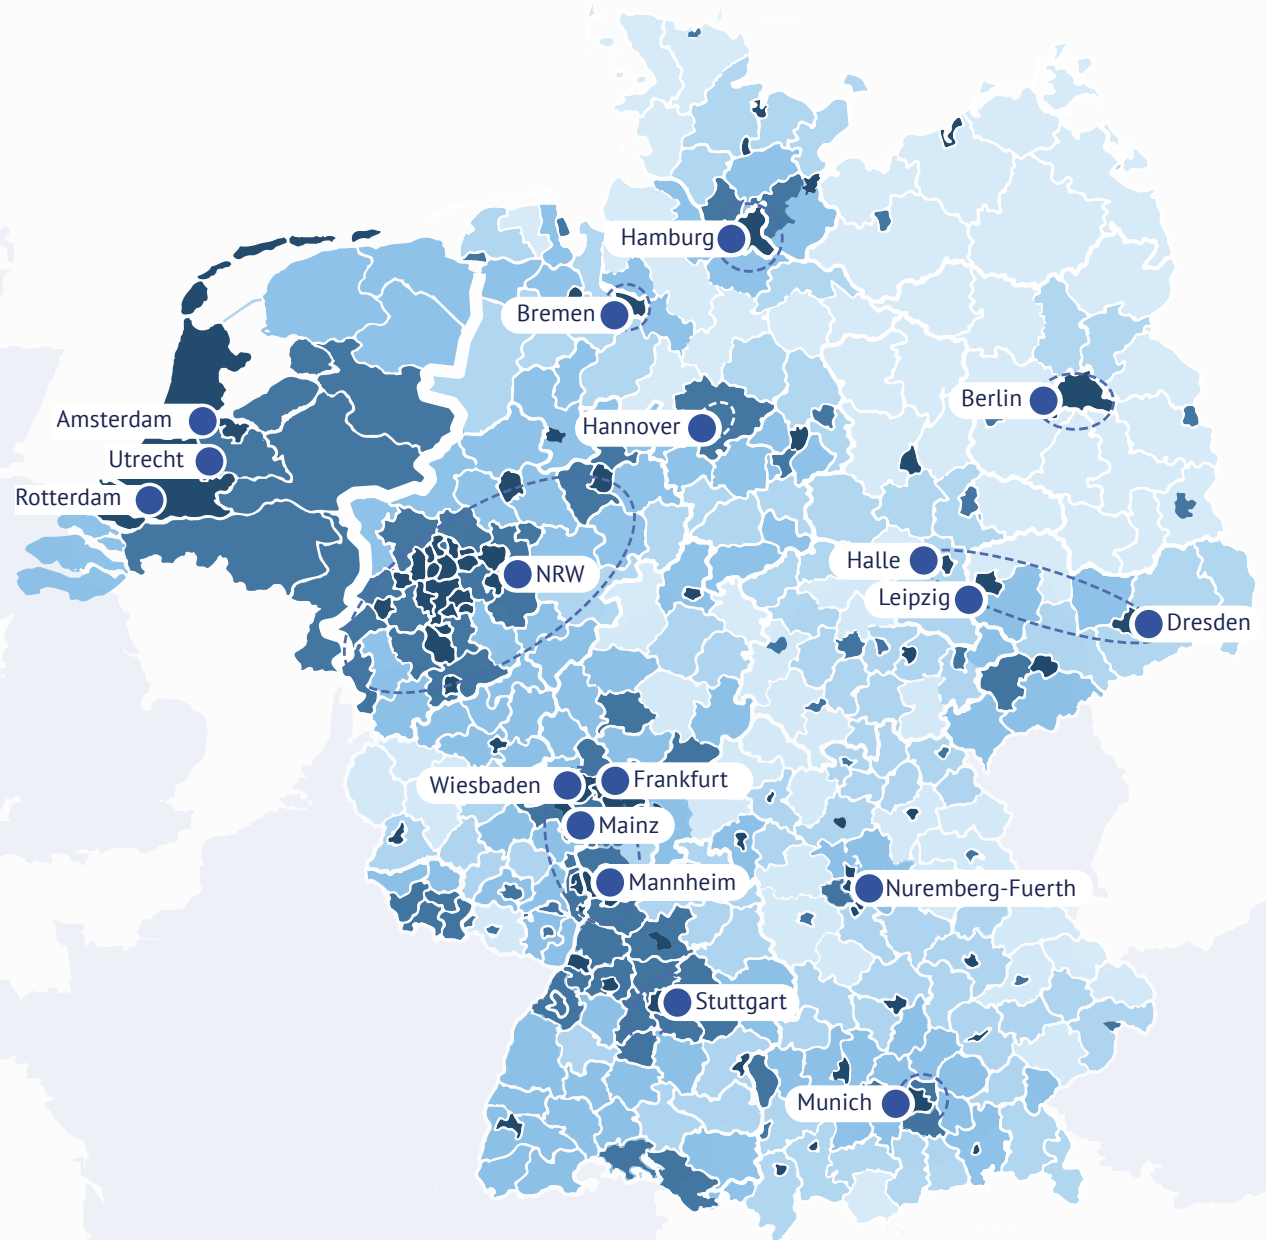 Hamburg
Bremen
Berlin
Amsterdam
Hannover
Utrecht
Rotterdam
Halle
NRW
Leipzig
Dresden
Wiesbaden
Frankfurt
Mainz
Mannheim
Nuremberg-Fuerth
Stuttgart
Munich